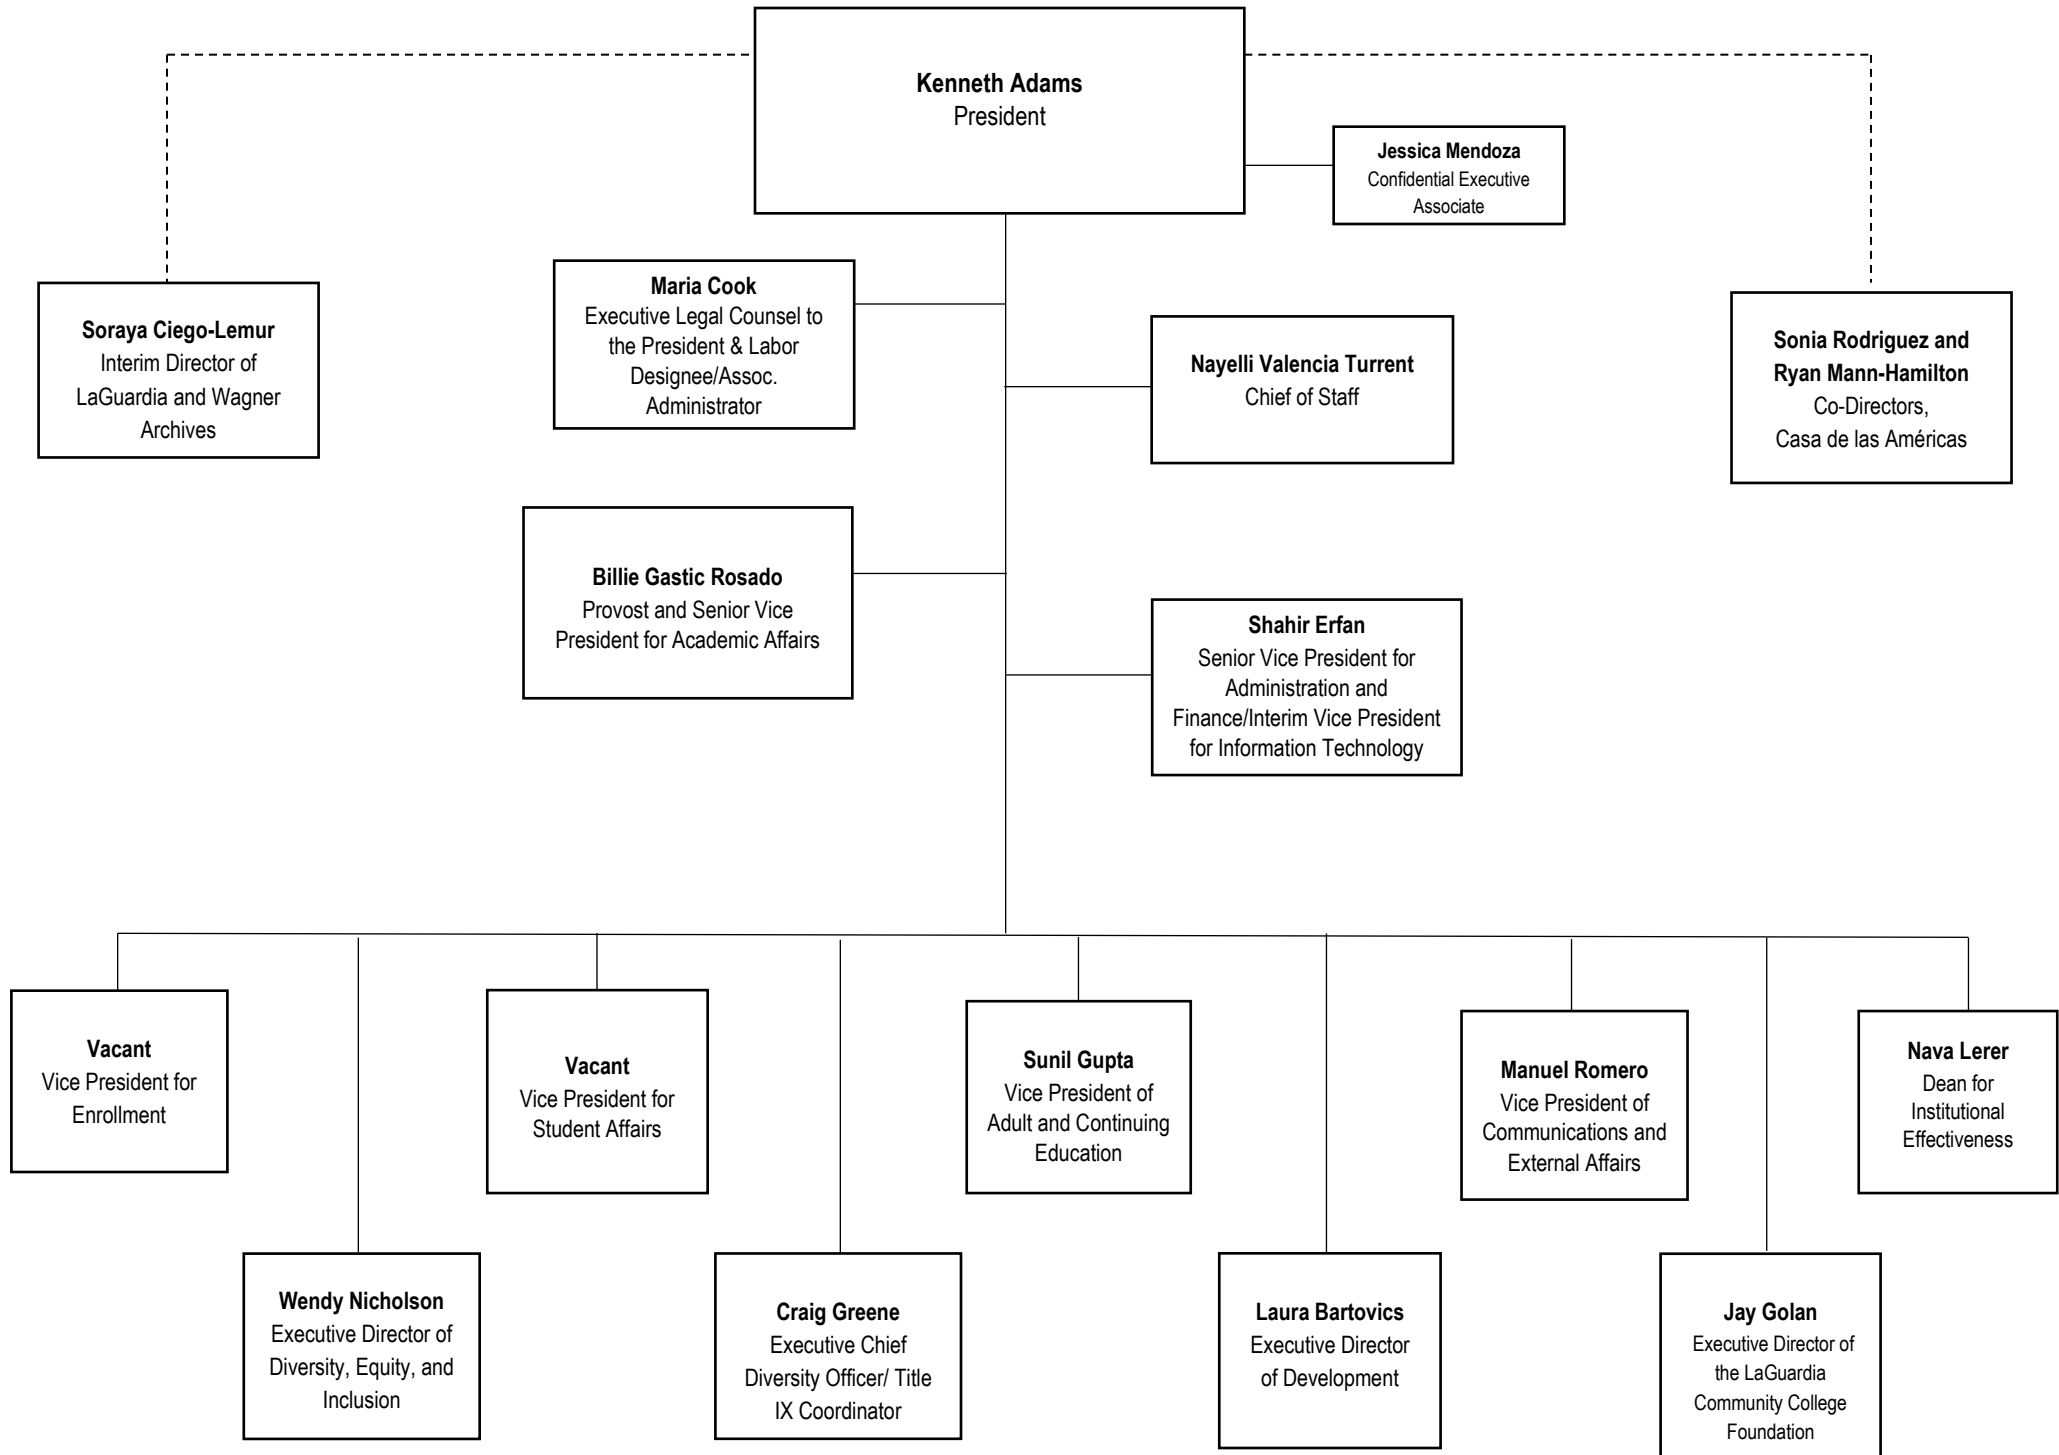 Kenneth Adams
President
Jessica Mendoza
Confidential Executive
Associate
Maria Cook
Executive Legal Counsel to
the President & Labor
Designee/Assoc.
Administrator
Soraya Ciego-Lemur
Interim Director of
LaGuardia and Wagner
Archives
Nayelli Valencia Turrent
Chief of Staff
Sonia Rodriguez and
Ryan Mann-Hamilton
Co-Directors,
Casa de las Américas
Billie Gastic Rosado
Provost and Senior Vice
President for Academic Affairs
Shahir Erfan
Senior Vice President for
Administration and
Finance/Interim Vice President
for Information Technology
Vacant
Vice President for
Enrollment
Vacant
Vice President for
Student Affairs
Sunil Gupta
Vice President of
Adult and Continuing
Education
Manuel Romero
Vice President of
Communications and
External Affairs
Nava Lerer
Dean for
Institutional
Effectiveness
Wendy Nicholson
Executive Director of
Diversity, Equity, and
Inclusion
Craig Greene
Executive Chief
Diversity Officer/ Title
IX Coordinator
Laura Bartovics
Executive Director
of Development
Jay Golan
Executive Director of
the LaGuardia
Community College
Foundation